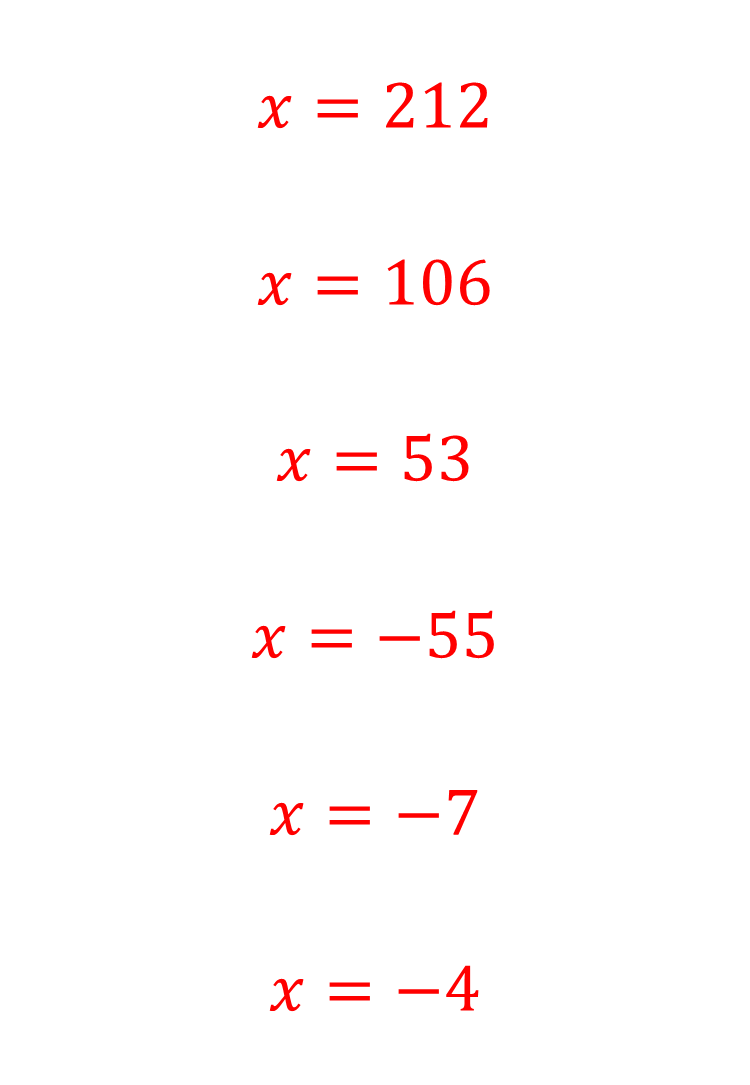 x = 212
x = 106
x = 53
x = −55
x = −7
x = −4